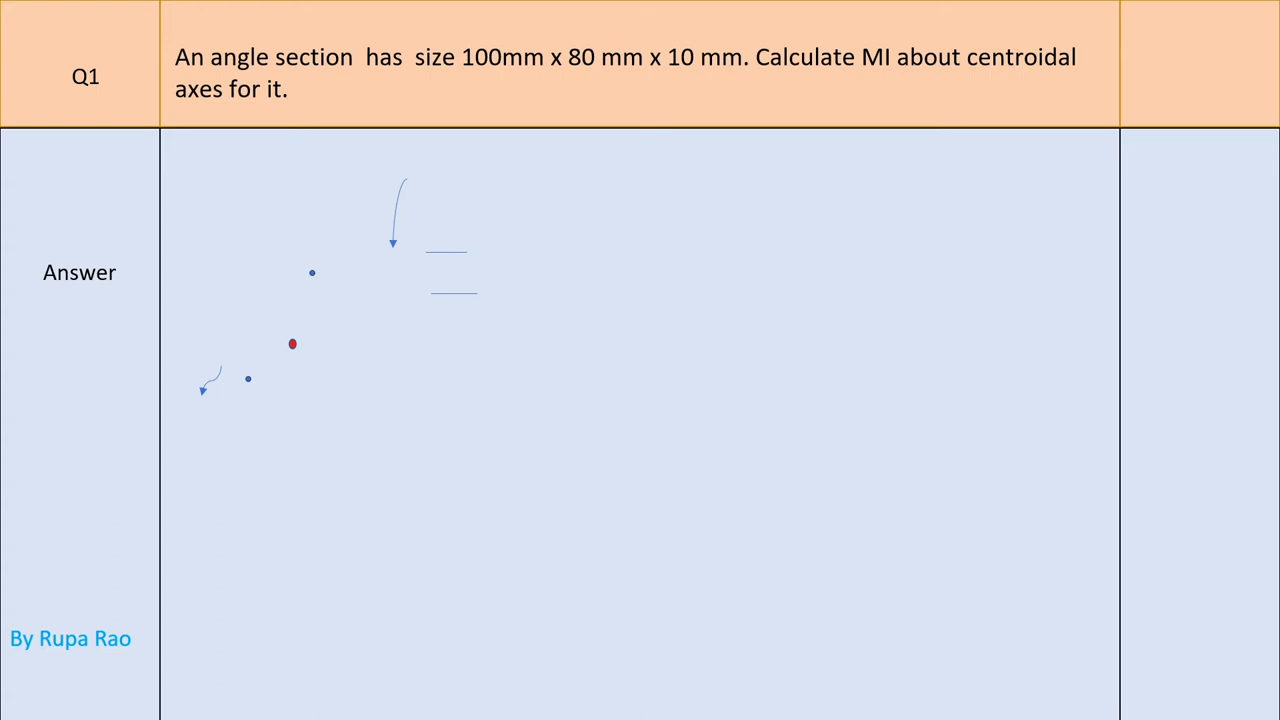 Q1
An angle section  has  size 100mm x 80 mm x 10 mm. Calculate MI about centroidal
axes for it.
Answer
By Rupa Rao